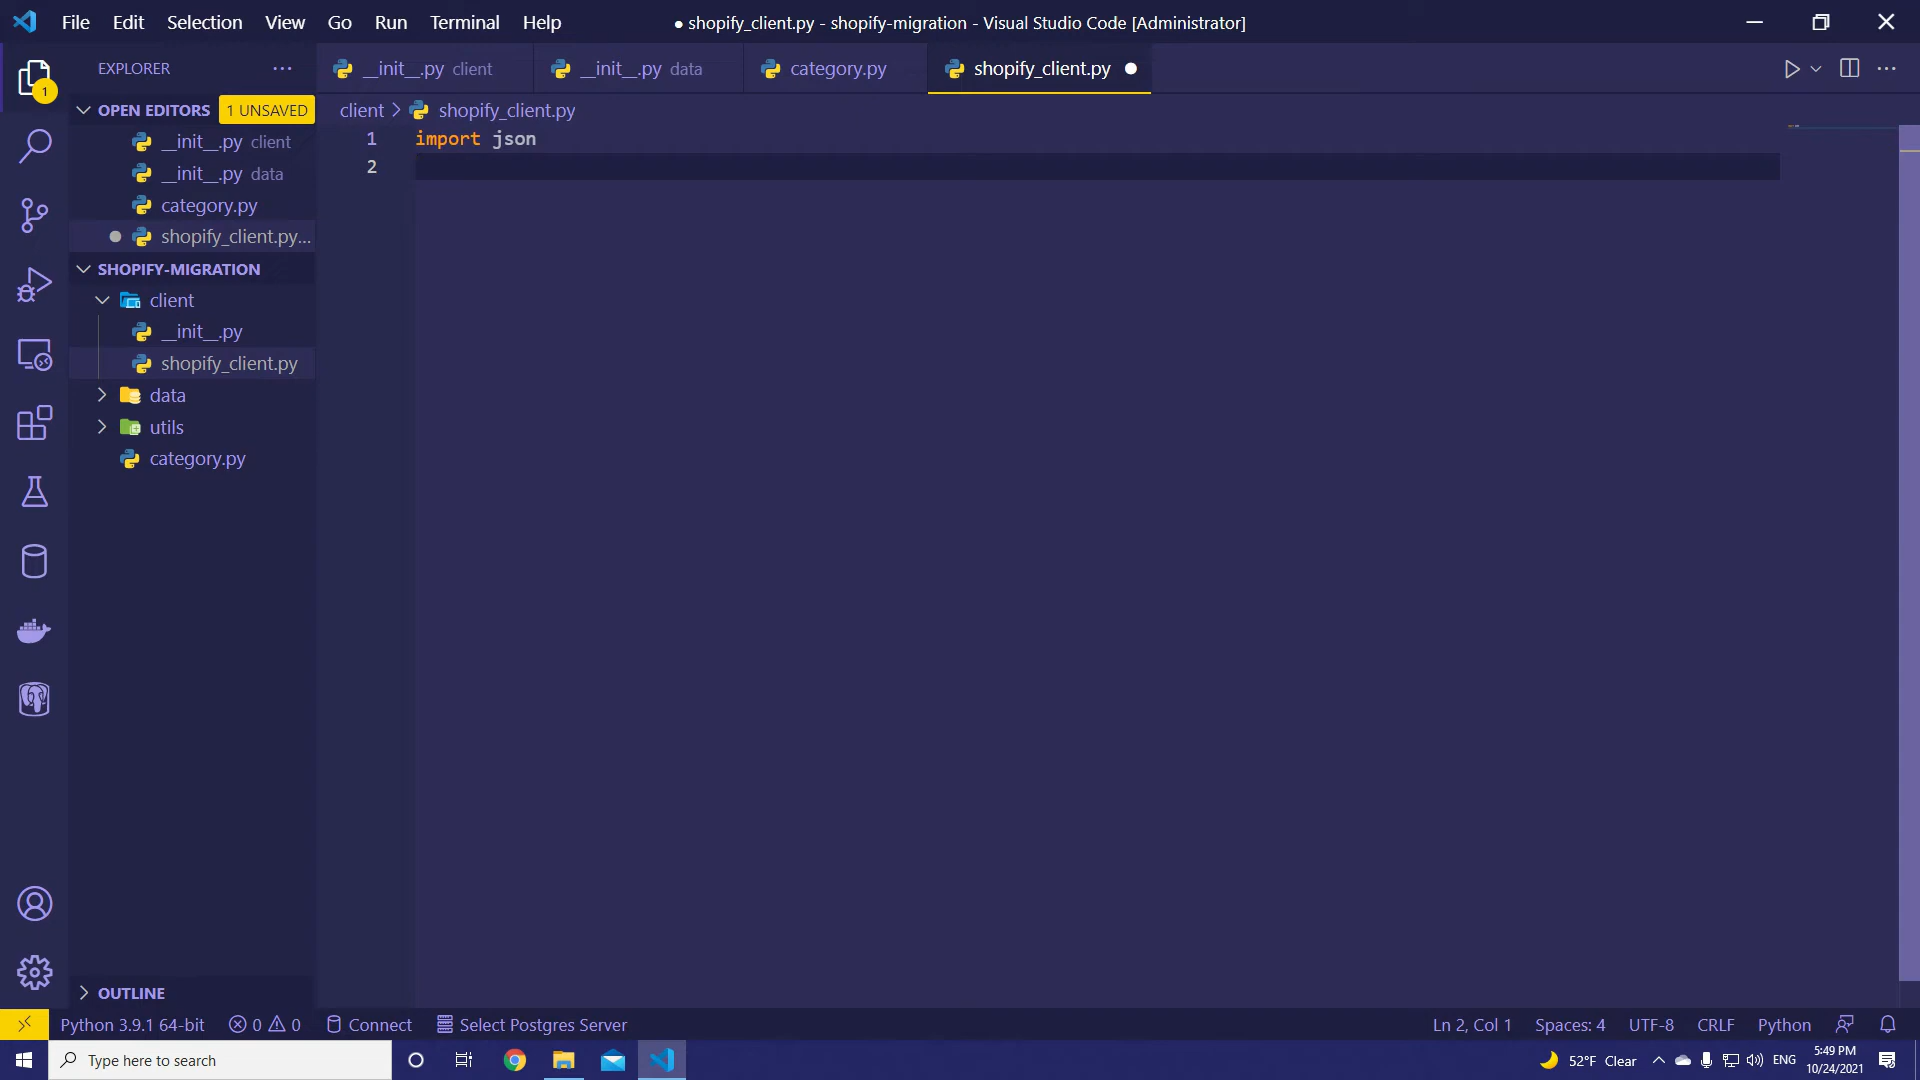 File Edit Selection View Go Run Terminal Help
● shopify_client.py - shopify-migration - Visual Studio Code [Administrator]
EXPLORER ...
__init__.py client
__init__.py data
category.py
shopify_client.py
1
OPEN EDITORS 1 UNSAVED
__init__.py client
__init__.py data
category.py
shopify_client.py...
SHOPIFY-MIGRATION
client
__init__.py
shopify_client.py
data
utils
category.py
OUTLINE
client > shopify_client.py
1 import json
2
Python 3.9.1 64-bit 0 0 Connect Select Postgres Server
Ln 2, Col 1 Spaces: 4 UTF-8 CRLF Python
Type here to search
52°F Clear ENG
5:49 PM
10/24/2021